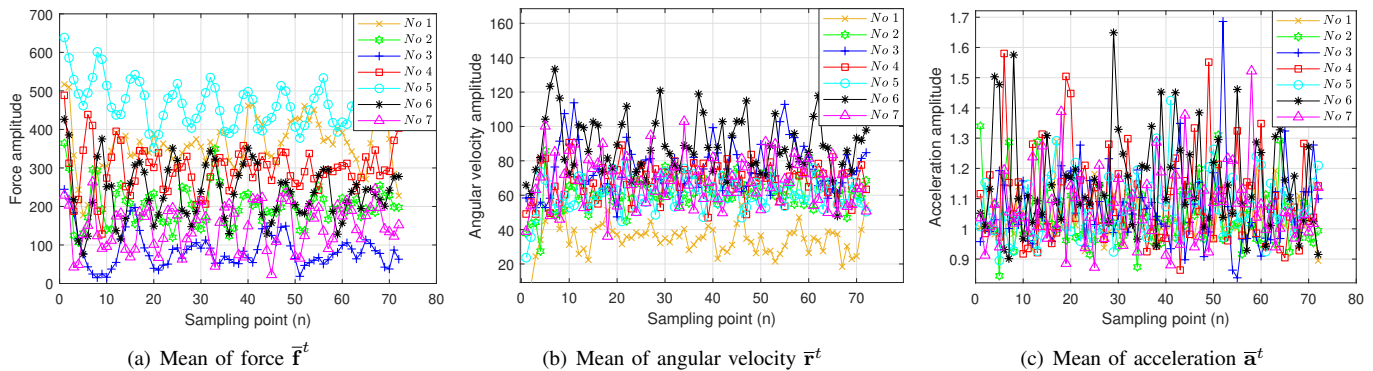 700
600
500
400
300
200
100
0
0 10 20 30 40 50 60 70 80
Force amplitude
Sampling point (n)
No 1
No 2
No 3
No 4
No 5
No 6
No 7
(a) Mean of force f̅ᵗ
180
160
140
120
100
80
60
40
20
0 10 20 30 40 50 60 70
Angular velocity amplitude
Sampling point (n)
No 1
No 2
No 3
No 4
No 5
No 6
No 7
(b) Mean of angular velocity r̅ᵗ
1.7
1.6
1.5
1.4
1.3
1.2
1.1
1
0.9
0 10 20 30 40 50 60 70 80
Acceleration amplitude
Sampling point (n)
No 1
No 2
No 3
No 4
No 5
No 6
No 7
(c) Mean of acceleration a̅ᵗ